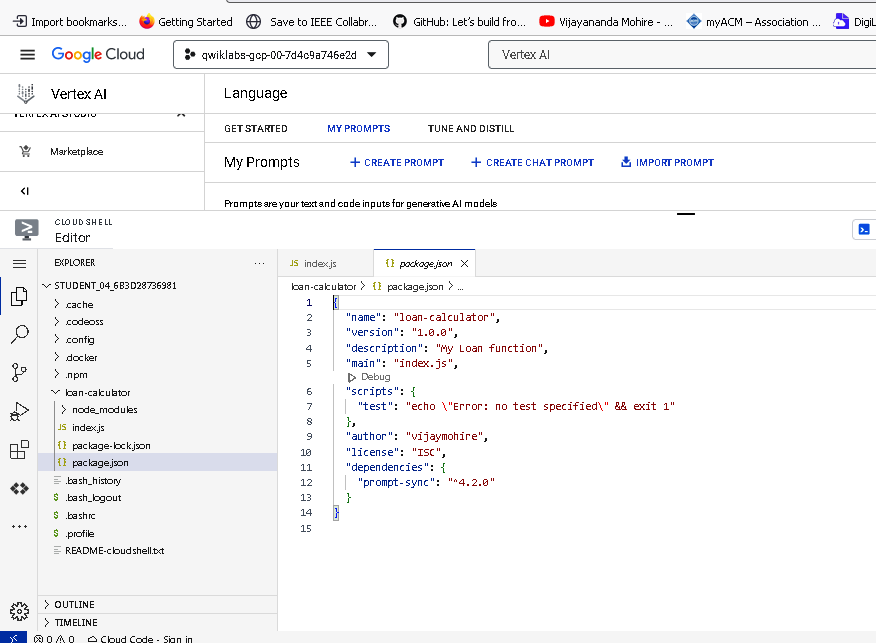 Import bookmarks... Getting Started Save to IEEE Collabr... GitHub: Let's build fro... Vijayananda Mohire - ... myACM – Association ... DigiL
Google Cloud qwiklabs-gcp-00-7d4c9a746e2d Vertex AI
Vertex AI Language
VERTEX AI STUDIO
GET STARTED MY PROMPTS TUNE AND DISTILL
Marketplace
My Prompts CREATE PROMPT CREATE CHAT PROMPT IMPORT PROMPT
Prompts are your text and code inputs for generative AI models
CLOUD SHELL
Editor
EXPLORER ...
JS index.js {} package.json
STUDENT_04_6B3D28736981
.cache
.codeoss
.config
.docker
.npm
loan-calculator
node_modules
JS index.js
{} package-lock.json
{} package.json
.bash_history
$ .bash_logout
$ .bashrc
$ .profile
README-cloudshell.txt
OUTLINE
TIMELINE
loan-calculator > {} package.json > ...
1 {
2 "name": "loan-calculator",
3 "version": "1.0.0",
4 "description": "My Loan function",
5 "main": "index.js",
Debug
6 "scripts": {
7 "test": "echo \"Error: no test specified\" && exit 1"
8 },
9 "author": "vijaymohire",
10 "license": "ISC",
11 "dependencies": {
12 "prompt-sync": "^4.2.0"
13 }
14 }
15
0 0 Cloud Code - Sign in